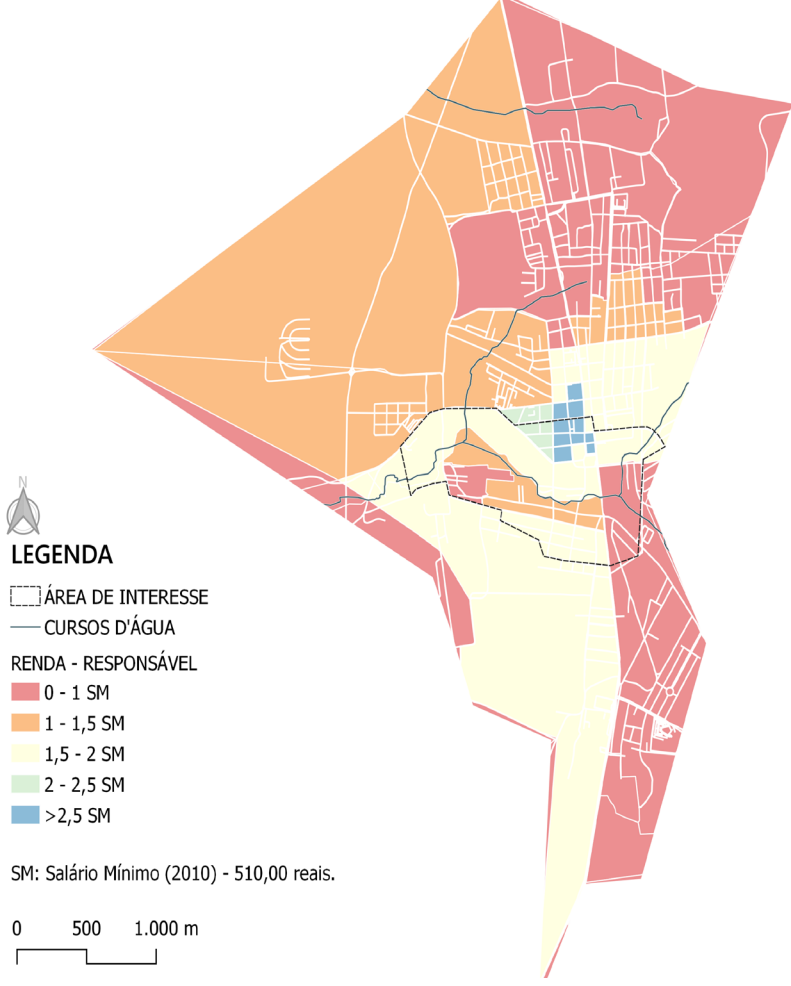 N
LEGENDA
ÁREA DE INTERESSE
CURSOS D'ÁGUA
RENDA - RESPONSÁVEL
0 - 1 SM
1 - 1,5 SM
1,5 - 2 SM
2 - 2,5 SM
>2,5 SM
SM: Salário Mínimo (2010) - 510,00 reais.
0 500 1.000 m